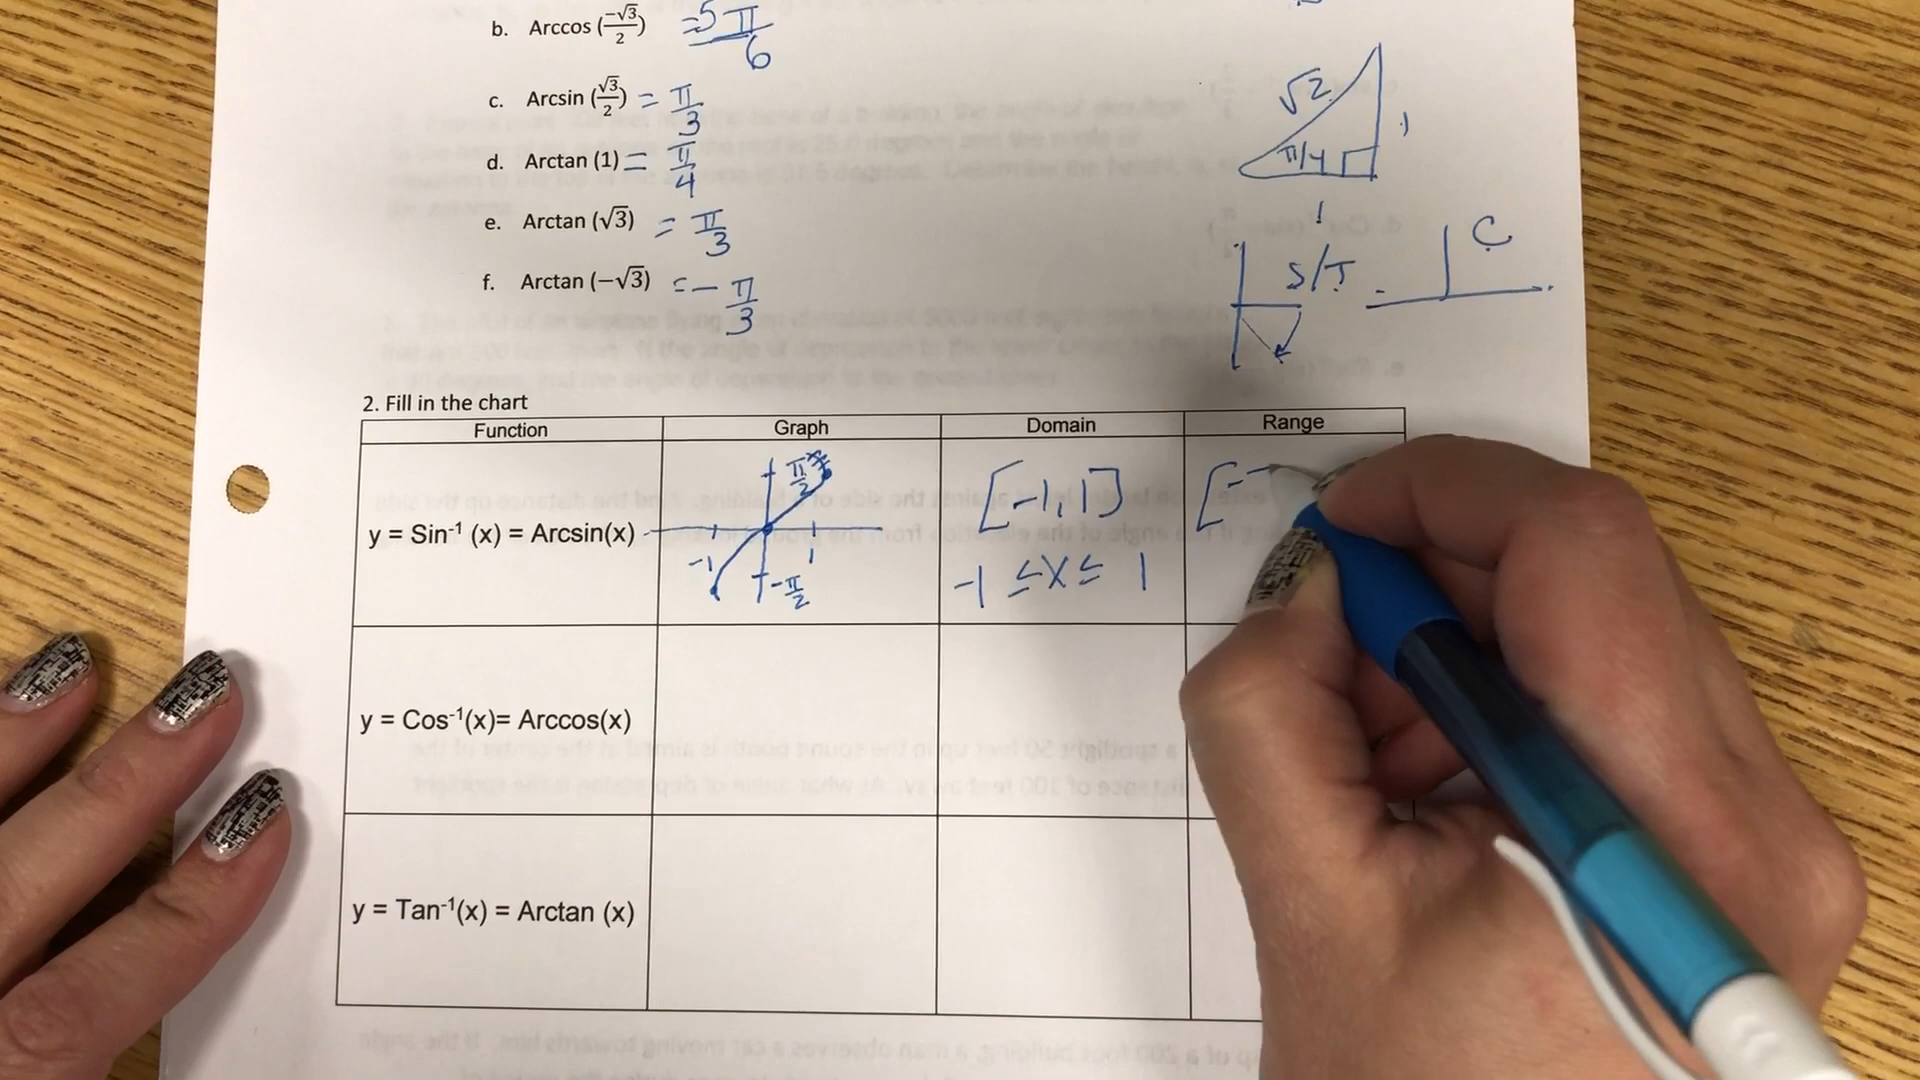 b. Arccos (-√3/2) = 5π/6
c. Arcsin (√3/2) = π/3
d. Arctan (1) = π/4
e. Arctan (√3) = π/3
f. Arctan (−√3) = - π/3
√2
1
π/4
1
S/T
C
2. Fill in the chart
Function Graph Domain Range
y = Sin⁻¹ (x) = Arcsin(x)
π/2
-1 1
-π/2
[-1, 1]
-1 ≤ x ≤ 1
[-
y = Cos⁻¹(x)= Arccos(x)
y = Tan⁻¹(x) = Arctan (x)